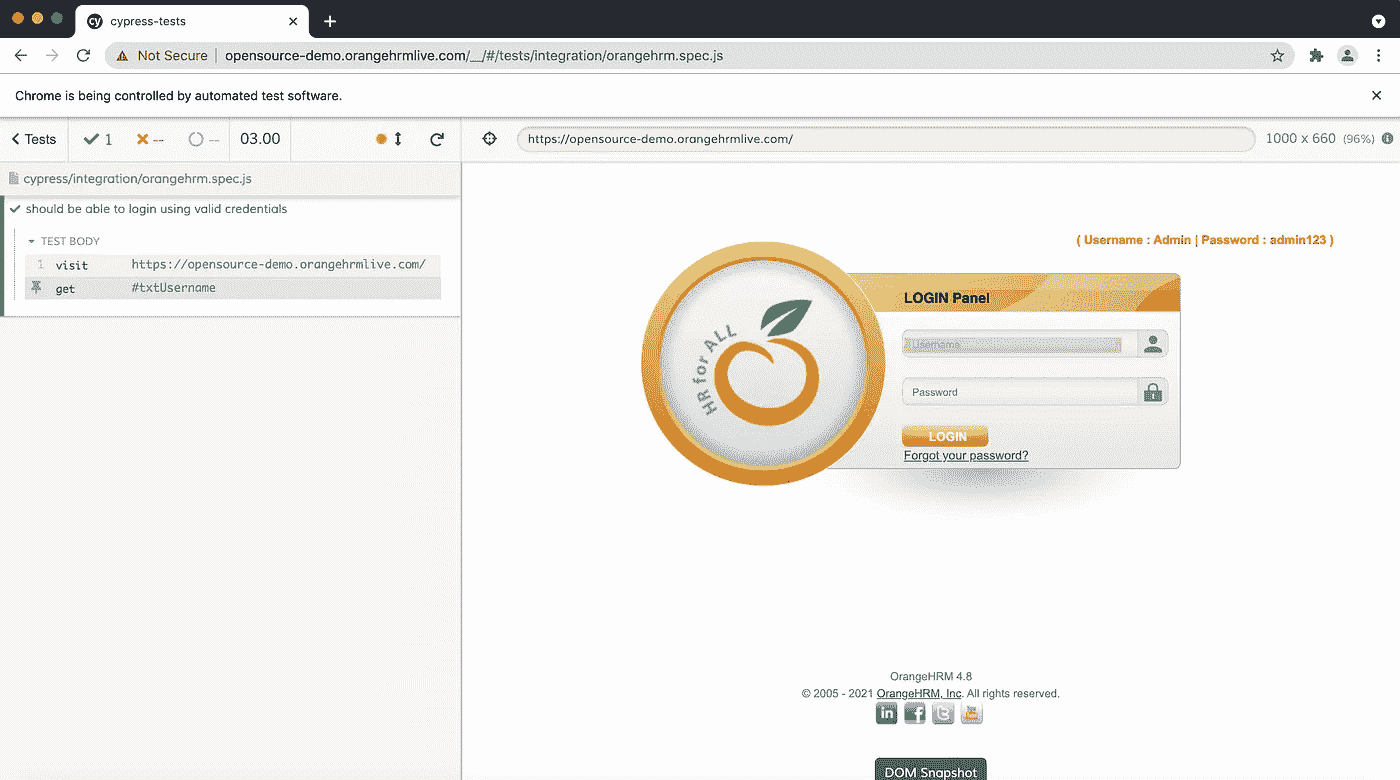 cypress-tests
Not Secure opensource-demo.orangehrmlive.com/__/#/tests/integration/orangehrm.spec.js
Chrome is being controlled by automated test software.
Tests 1 -- -- 03.00
https://opensource-demo.orangehrmlive.com/ 1000 x 660 (96%)
cypress/integration/orangehrm.spec.js
should be able to login using valid credentials
TEST BODY
1 visit https://opensource-demo.orangehrmlive.com/
get #txtUsername
( Username : Admin | Password : admin123 )
HR for ALL
LOGIN Panel
Username
Password
LOGIN
Forgot your password?
OrangeHRM 4.8
© 2005 - 2021 OrangeHRM, Inc. All rights reserved.
in f t You
DOM Snapshot